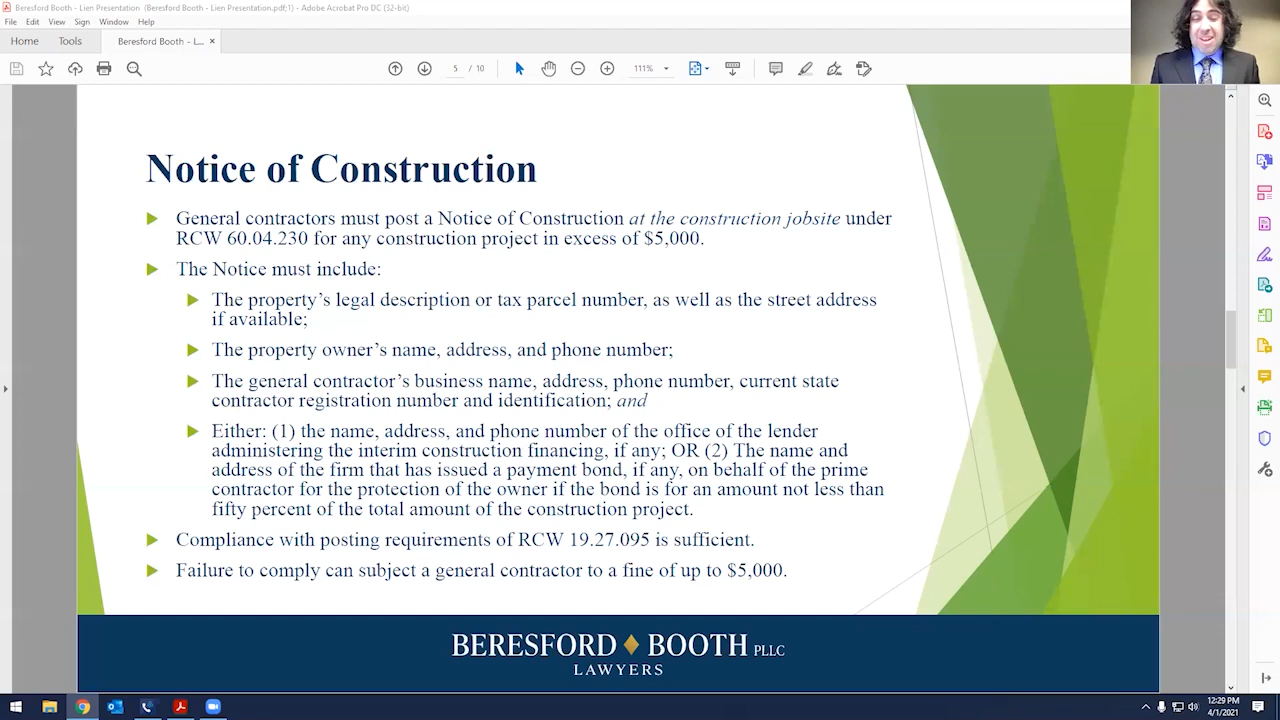 Beresford Booth - Lien Presentation (Beresford Booth - Lien Presentation.pdf;1) - Adobe Acrobat Pro DC (32-bit)
File Edit View Sign Window Help
Home Tools Beresford Booth - L... ×
5 / 10 111%
Notice of Construction
General contractors must post a Notice of Construction at the construction jobsite under
RCW 60.04.230 for any construction project in excess of $5,000.
The Notice must include:
The property’s legal description or tax parcel number, as well as the street address
if available;
The property owner’s name, address, and phone number;
The general contractor’s business name, address, phone number, current state
contractor registration number and identification; and
Either: (1) the name, address, and phone number of the office of the lender
administering the interim construction financing, if any; OR (2) The name and
address of the firm that has issued a payment bond, if any, on behalf of the prime
contractor for the protection of the owner if the bond is for an amount not less than
fifty percent of the total amount of the construction project.
Compliance with posting requirements of RCW 19.27.095 is sufficient.
Failure to comply can subject a general contractor to a fine of up to $5,000.
BERESFORD BOOTH PLLC
LAWYERS
12:29 PM
4/1/2021